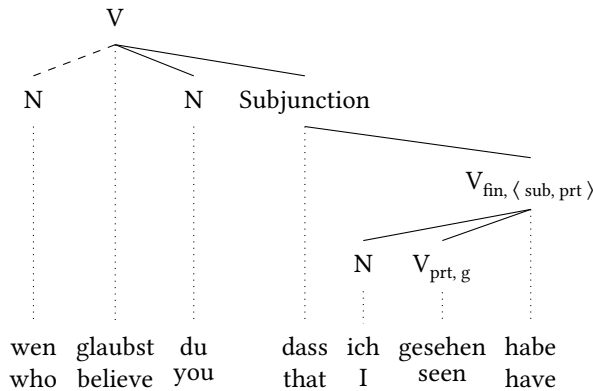 V
N N Subjunction
V_fin, ⟨ sub, prt ⟩
N V_prt, g
wen glaubst du dass ich gesehen habe
who believe you that I seen have